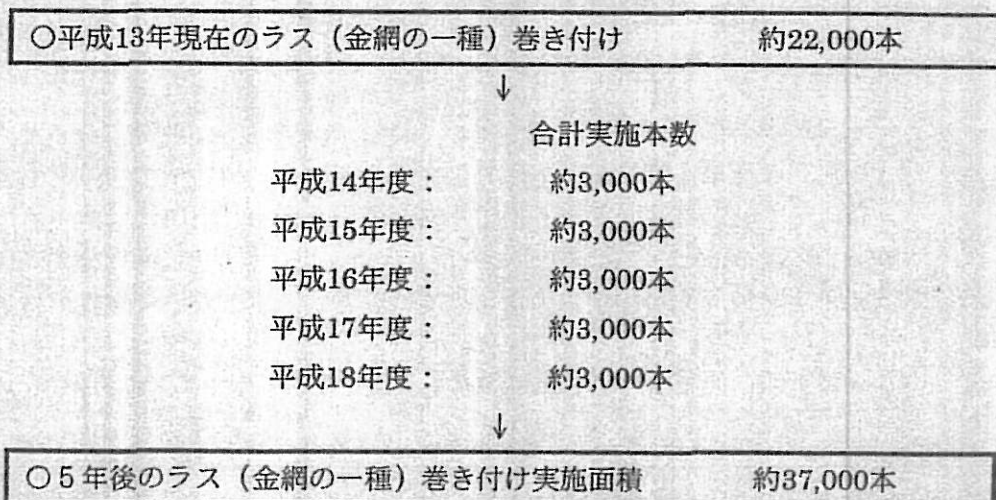 ○平成13年現在のラス（金網の一種）巻き付け 約22,000本
↓
合計実施本数
平成14年度： 約3,000本
平成15年度： 約3,000本
平成16年度： 約3,000本
平成17年度： 約3,000本
平成18年度： 約3,000本
↓
○5年後のラス（金網の一種）巻き付け実施面積 約37,000本